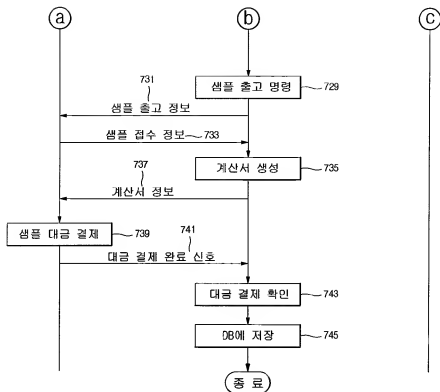 a
b
c
샘플 출고 명령
729
731
샘플 출고 정보
샘플 접수 정보
733
737
계산서 생성
735
계산서 정보
샘플 대금 결제
739
741
대금 결제 완료 신호
대금 결제 확인
743
DB에 저장
745
종 료